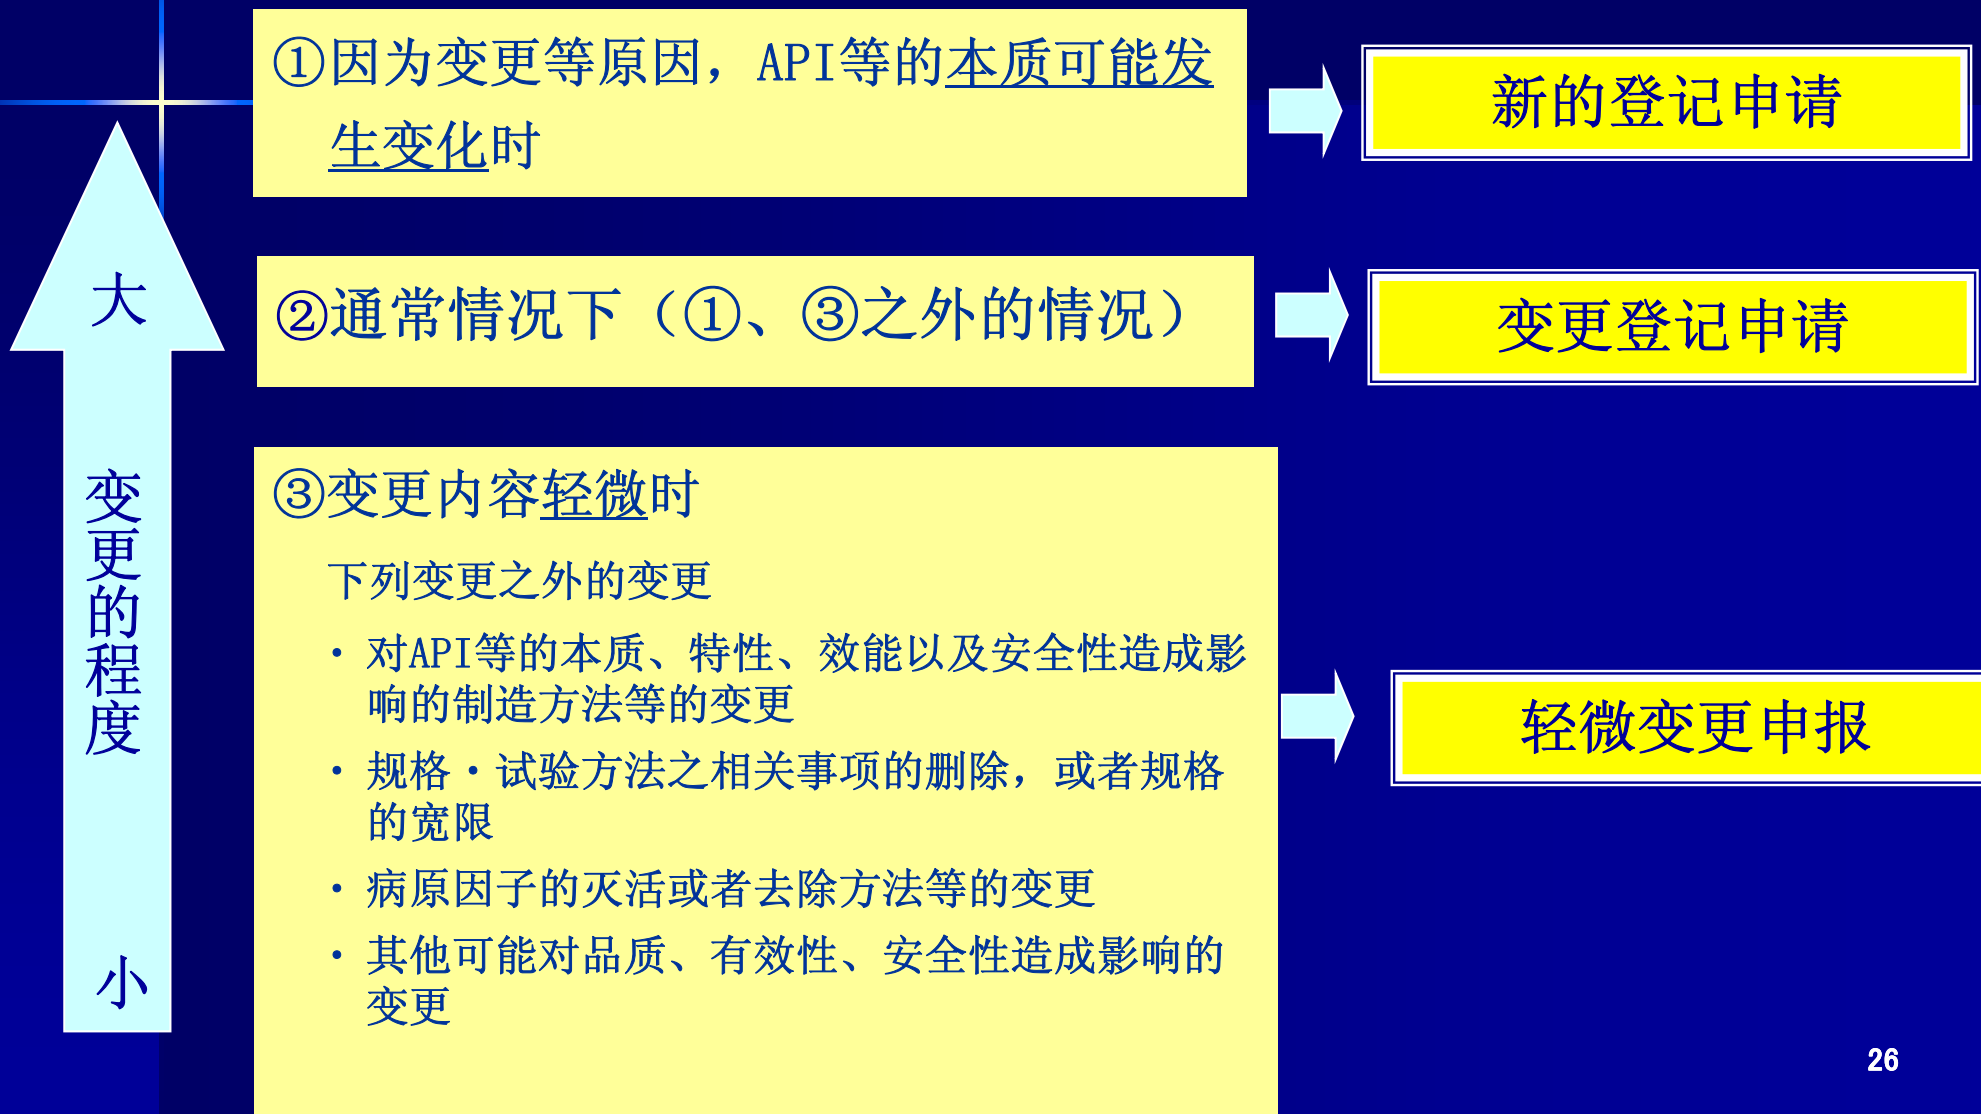 ①因为变更等原因，API等的本质可能发
生变化时
新的登记申请
大
②通常情况下（①、③之外的情况）
变更登记申请
变更的程度
③变更内容轻微时
下列变更之外的变更
・ 对API等的本质、特性、效能以及安全性造成影
响的制造方法等的变更
・ 规格・试验方法之相关事项的删除，或者规格
的宽限
・ 病原因子的灭活或者去除方法等的变更
・ 其他可能对品质、有效性、安全性造成影响的
变更
轻微变更申报
小
26